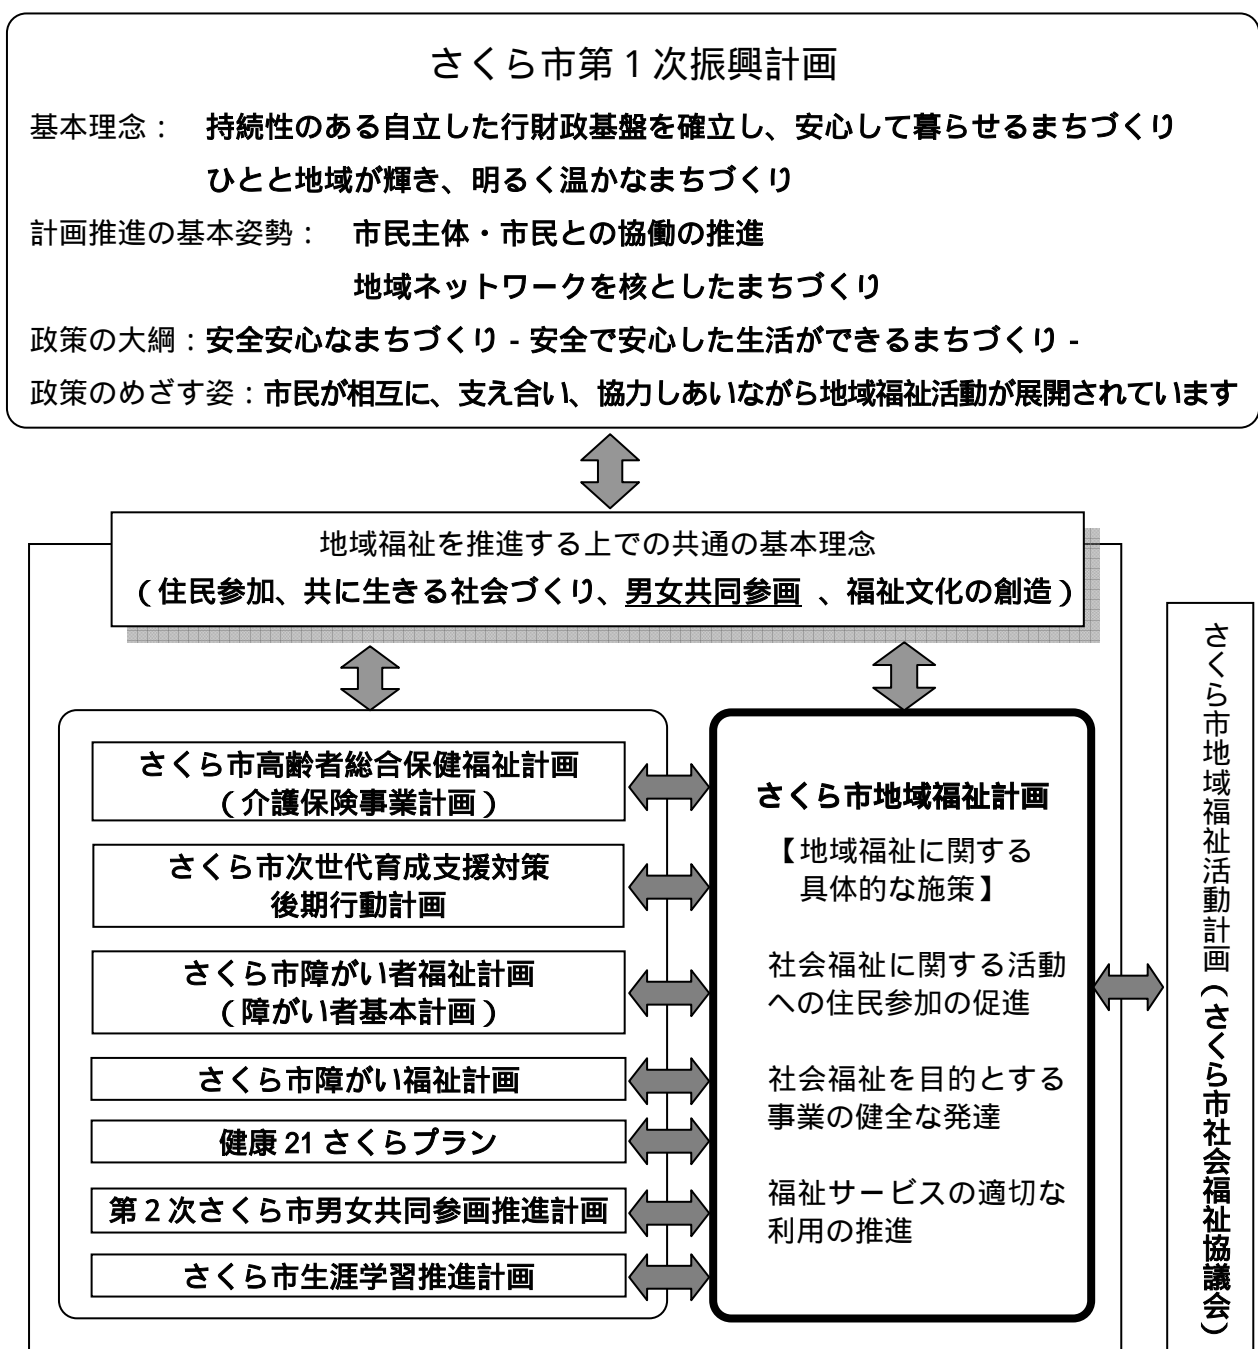 さくら市第1次振興計画
基本理念： 持続性のある自立した行財政基盤を確立し、安心して暮らせるまちづくり
ひとと地域が輝き、明るく温かなまちづくり
計画推進の基本姿勢： 市民主体・市民との協働の推進
地域ネットワークを核としたまちづくり
政策の大綱：安全安心なまちづくり - 安全で安心した生活ができるまちづくり -
政策のめざす姿：市民が相互に、支え合い、協力しあいながら地域福祉活動が展開されています
地域福祉を推進する上での共通の基本理念
（住民参加、共に生きる社会づくり、男女共同参画 、福祉文化の創造）
さくら市高齢者総合保健福祉計画
（介護保険事業計画）
さくら市次世代育成支援対策
後期行動計画
さくら市障がい者福祉計画
（障がい者基本計画）
さくら市障がい福祉計画
健康21さくらプラン
第2次さくら市男女共同参画推進計画
さくら市生涯学習推進計画
さくら市地域福祉計画
【地域福祉に関する
具体的な施策】
社会福祉に関する活動
への住民参加の促進
社会福祉を目的とする
事業の健全な発達
福祉サービスの適切な
利用の推進
さくら市地域福祉活動計画（さくら市社会福祉協議会）